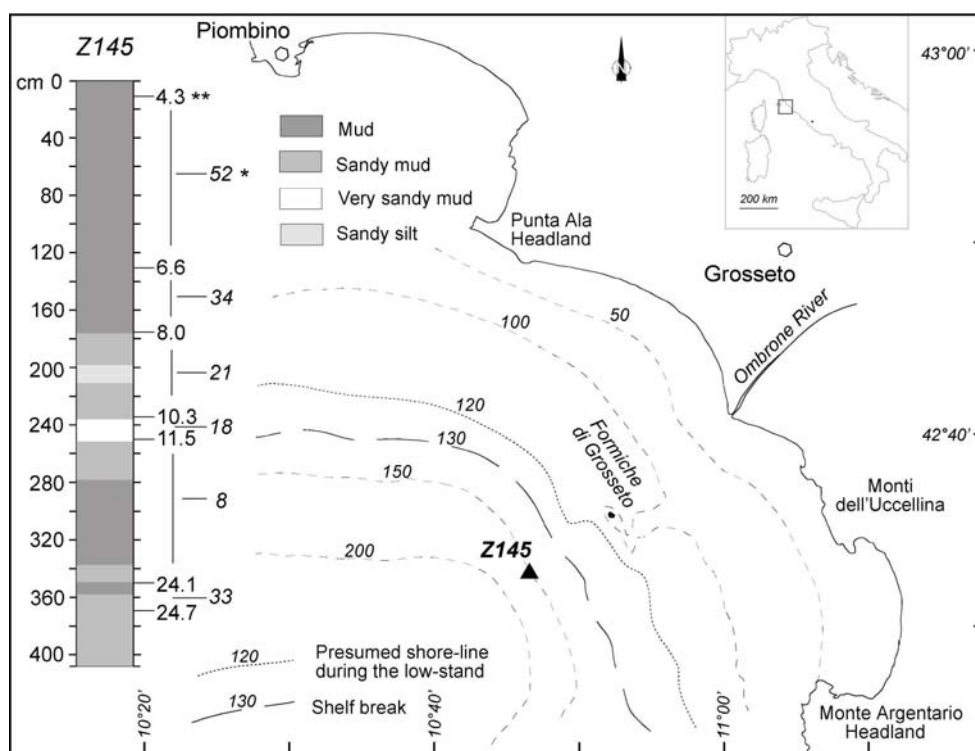 Z145
cm 0
40
80
120
160
200
240
280
320
360
400
4.3 **
52 *
6.6
34
8.0
21
10.3
18
11.5
8
24.1
33
24.7
Piombino
Mud
Sandy mud
Very sandy mud
Sandy silt
N
43°00'
200 km
Punta Ala
Headland
Grosseto
Ombrone River
50
100
120
130
150
200
Formiche
di Grosseto
42°40'
Monti
dell'Uccellina
Z145
120
Presumed shore-line
during the low-stand
130
Shelf break
Monte Argentario
Headland
10°20'
10°40'
11°00'